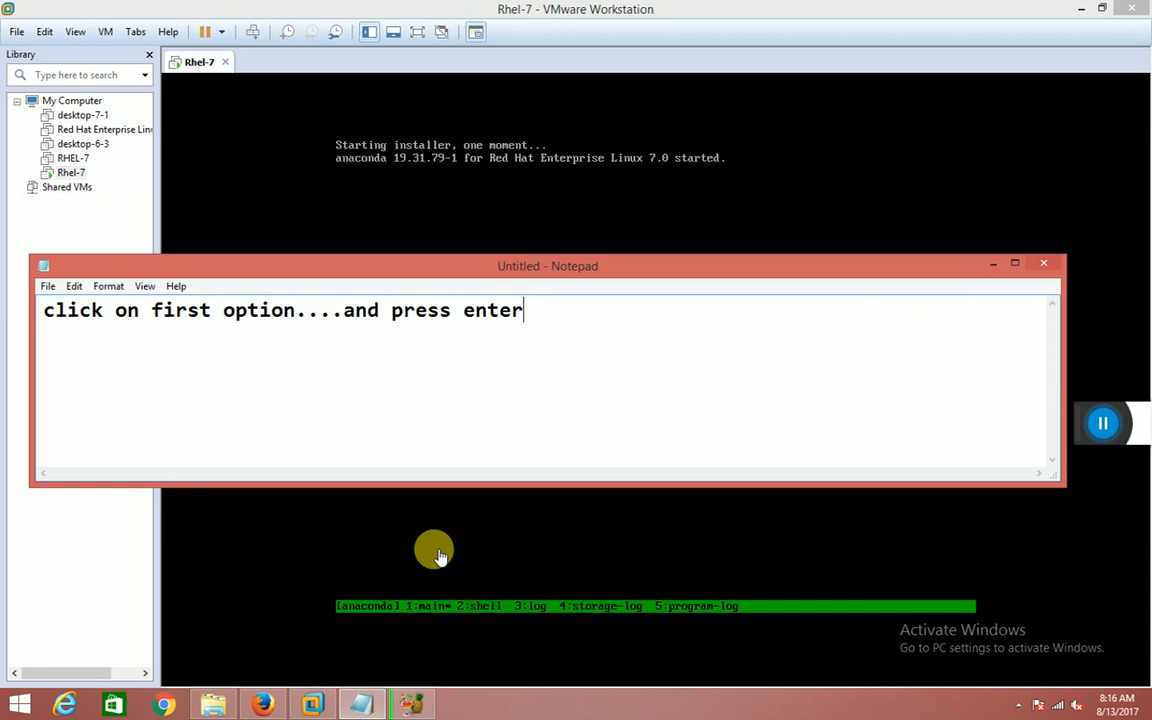 Rhel-7 - VMware Workstation
File Edit View VM Tabs Help
Library
Type here to search
Rhel-7
My Computer
desktop-7-1
Red Hat Enterprise Linu
desktop-6-3
RHEL-7
Rhel-7
Shared VMs
Starting installer, one moment...
anaconda 19.31.79-1 for Red Hat Enterprise Linux 7.0 started.
Untitled - Notepad
File Edit Format View Help
click on first option....and press enter
[anaconda] 1:main* 2:shell 3:log 4:storage-log 5:program-log
Activate Windows
Go to PC settings to activate Windows.
8:16 AM
8/13/2017